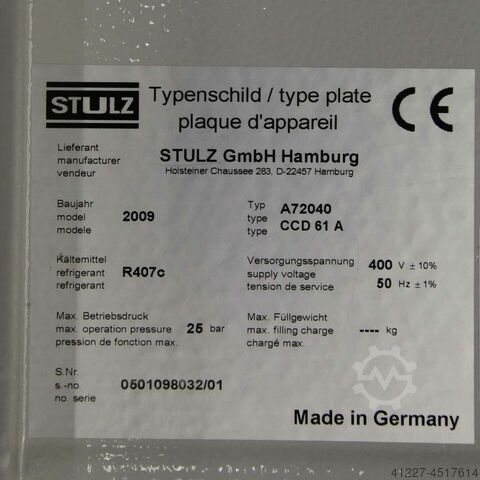 STULZ
Typenschild / type plate
plaque d'appareil
CE
Lieferant
manufacturer
vendeur
STULZ GmbH Hamburg
Holsteiner Chaussee 283, D-22457 Hamburg
Baujahr
model
modele
2009
Typ
type
type
A72040
CCD 61 A
Kältemittel
refrigerant
refrigerant
R407c
Versorgungsspannung
supply voltage
tension de service
400 V ± 10%
50 Hz ± 1%
Max. Betriebsdruck
max. operation pressure
pression de fonction max.
25 bar
Max. Füllgewicht
max. filling charge
chargé max.
---- kg
S.Nr.
s.-no.
no. serie
0501098032/01
Made in Germany
41227-4517614